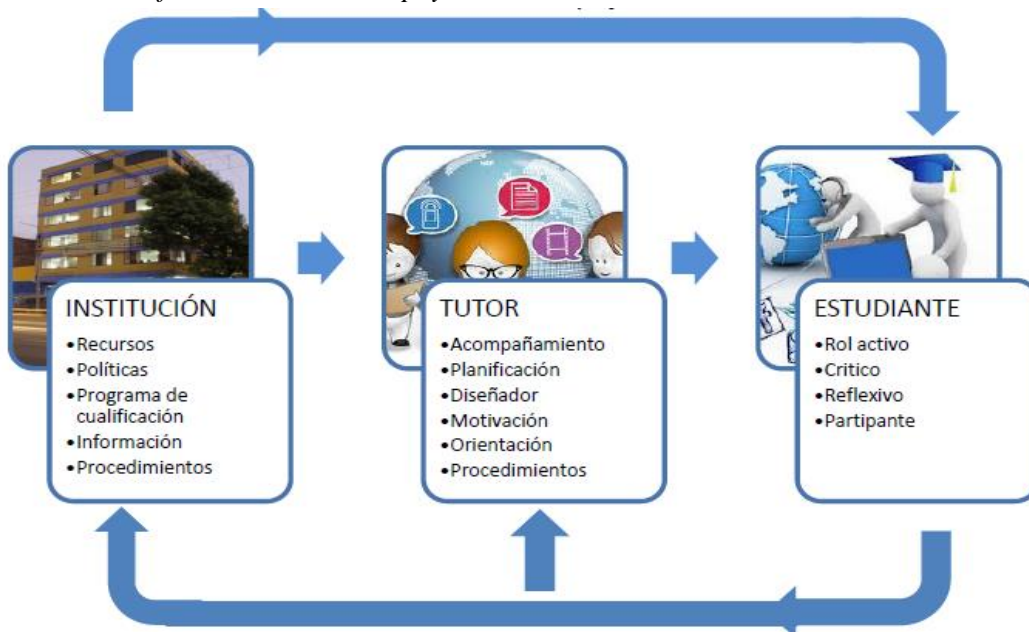 INSTITUCIÓN
•Recursos
•Políticas
•Programa de
cualificación
•Información
•Procedimientos
TUTOR
•Acompañamiento
•Planificación
•Diseñador
•Motivación
•Orientación
•Procedimientos
ESTUDIANTE
•Rol activo
•Critico
•Reflexivo
•Partipante